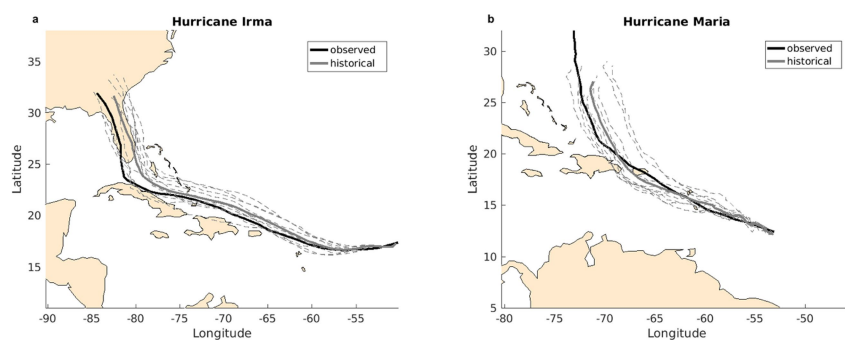 a
Hurricane Irma
observed
historical
35
30
25
20
15
Latitude
-90
-85
-80
-75
-70
-65
-60
-55
Longitude
b
Hurricane Maria
observed
historical
30
25
20
15
10
5
Latitude
-80
-75
-70
-65
-60
-55
-50
Longitude